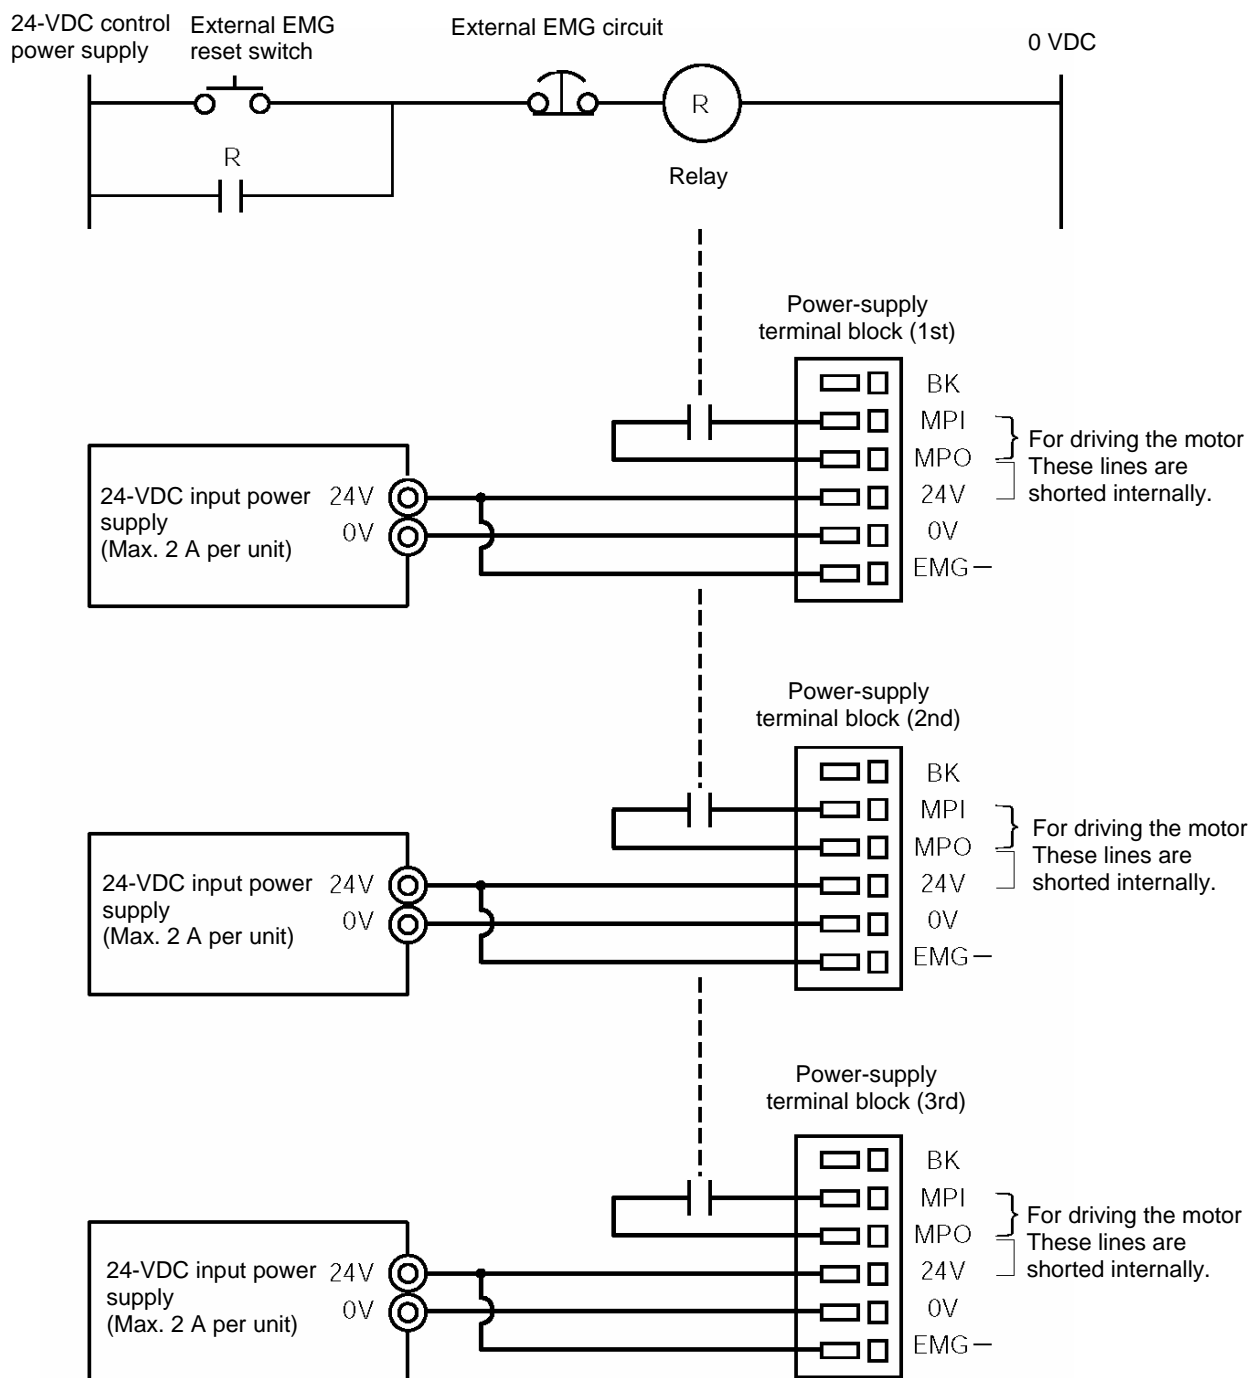 24-VDC control
power supply
External EMG
reset switch
External EMG circuit
0 VDC
R
R
Relay
Power-supply
terminal block (1st)
BK
MPI
MPO
24V
0V
EMG−
For driving the motor
These lines are
shorted internally.
24-VDC input power
supply
(Max. 2 A per unit)
24V
0V
Power-supply
terminal block (2nd)
BK
MPI
MPO
24V
0V
EMG−
For driving the motor
These lines are
shorted internally.
24-VDC input power
supply
(Max. 2 A per unit)
24V
0V
Power-supply
terminal block (3rd)
BK
MPI
MPO
24V
0V
EMG−
For driving the motor
These lines are
shorted internally.
24-VDC input power
supply
(Max. 2 A per unit)
24V
0V